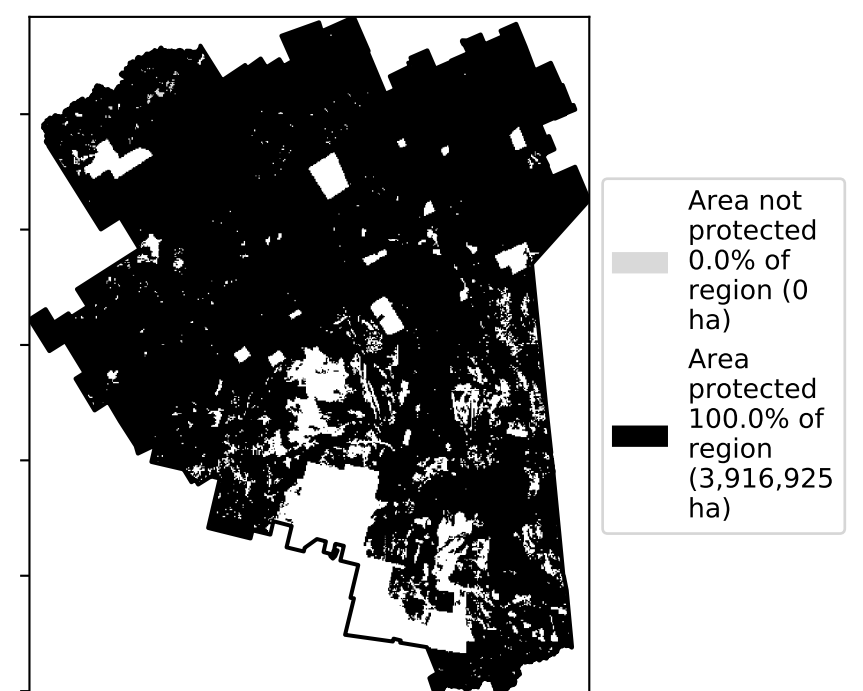 Area not
protected
0.0% of
region (0
ha)
Area
protected
100.0% of
region
(3,916,925
ha)